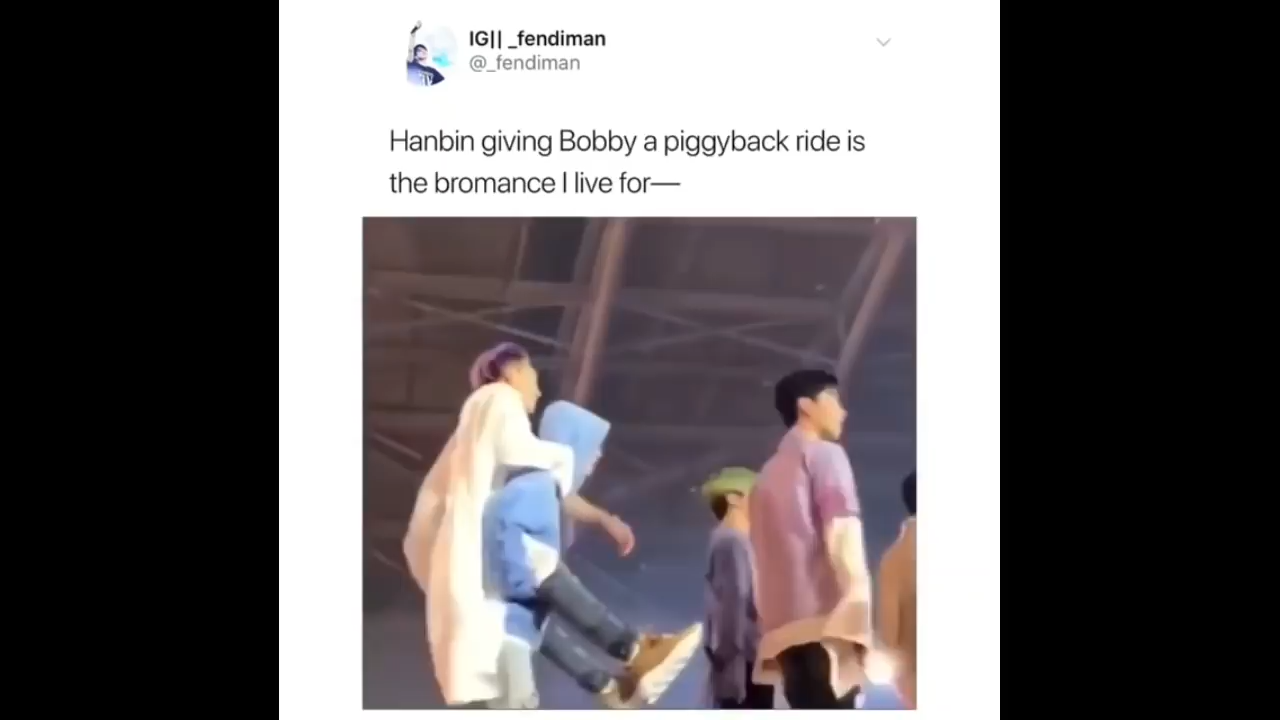 IG|| _fendiman
@_fendiman
Hanbin giving Bobby a piggyback ride is
the bromance I live for—